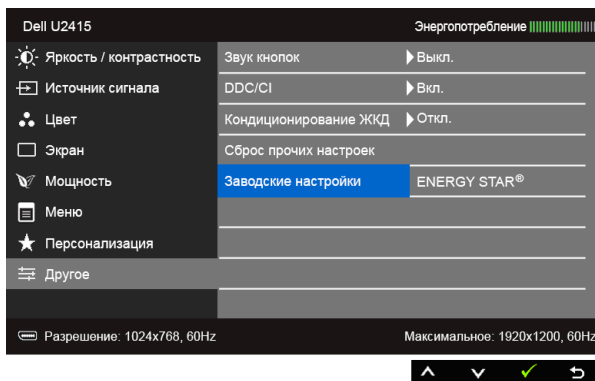 Dell U2415 Энергопотребление
Яркость / контрастность Звук кнопок Выкл.
Источник сигнала DDC/CI Вкл.
Цвет Кондиционирование ЖКД Откл.
Экран Сброс прочих настроек
Мощность Заводские настройки ENERGY STAR®
Меню
Персонализация
Другое
Разрешение: 1024x768, 60Hz Максимальное: 1920x1200, 60Hz